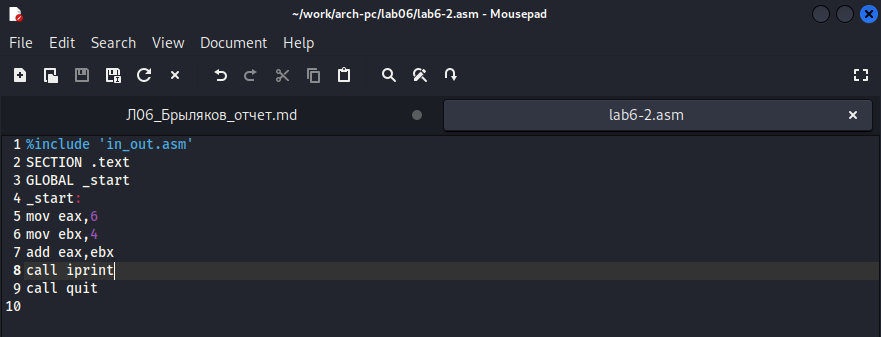 ~/work/arch-pc/lab06/lab6-2.asm - Mousepad
File Edit Search View Document Help
Л06_Брыляков_отчет.md lab6-2.asm
1 %include 'in_out.asm'
2 SECTION .text
3 GLOBAL _start
4 _start:
5 mov eax,6
6 mov ebx,4
7 add eax,ebx
8 call iprint
9 call quit
10